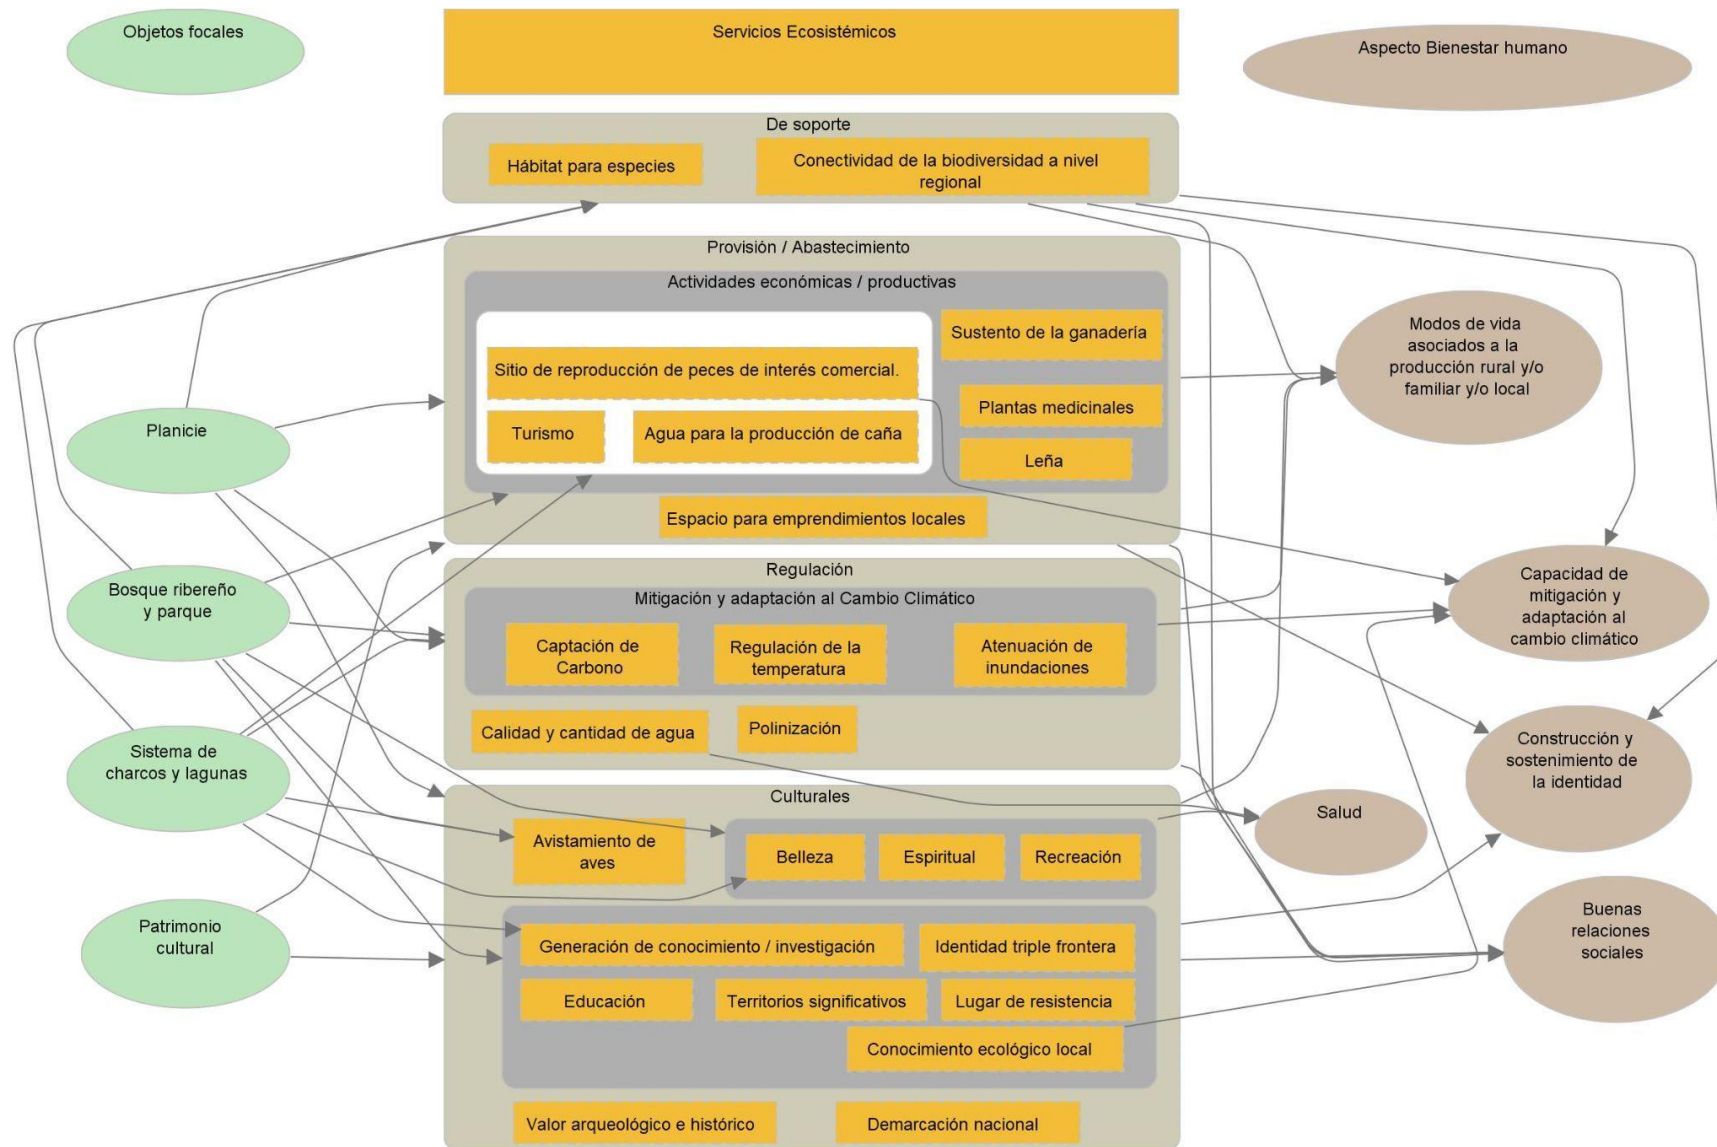 Objetos focales
Servicios Ecosistémicos
Aspecto Bienestar humano
De soporte
Hábitat para especies
Conectividad de la biodiversidad a nivel
regional
Provisión / Abastecimiento
Actividades económicas / productivas
Sitio de reproducción de peces de interés comercial.
Turismo
Agua para la producción de caña
Sustento de la ganadería
Plantas medicinales
Leña
Espacio para emprendimientos locales
Regulación
Mitigación y adaptación al Cambio Climático
Captación de
Carbono
Regulación de la
temperatura
Atenuación de
inundaciones
Calidad y cantidad de agua
Polinización
Culturales
Avistamiento de
aves
Belleza
Espiritual
Recreación
Generación de conocimiento / investigación
Identidad triple frontera
Educación
Territorios significativos
Lugar de resistencia
Conocimiento ecológico local
Valor arqueológico e histórico
Demarcación nacional
Planicie
Bosque ribereño
y parque
Sistema de
charcos y lagunas
Patrimonio
cultural
Modos de vida
asociados a la
producción rural y/o
familiar y/o local
Capacidad de
mitigación y
adaptación al
cambio climático
Construcción y
sostenimiento de
la identidad
Salud
Buenas
relaciones
sociales